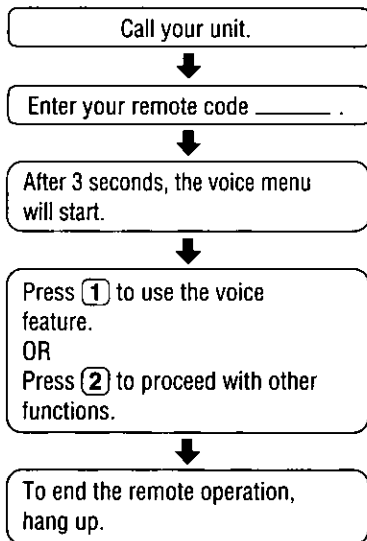 Call your unit.
Enter your remote code ______ .
After 3 seconds, the voice menu
will start.
Press 1 to use the voice
feature.
OR
Press 2 to proceed with other
functions.
To end the remote operation,
hang up.